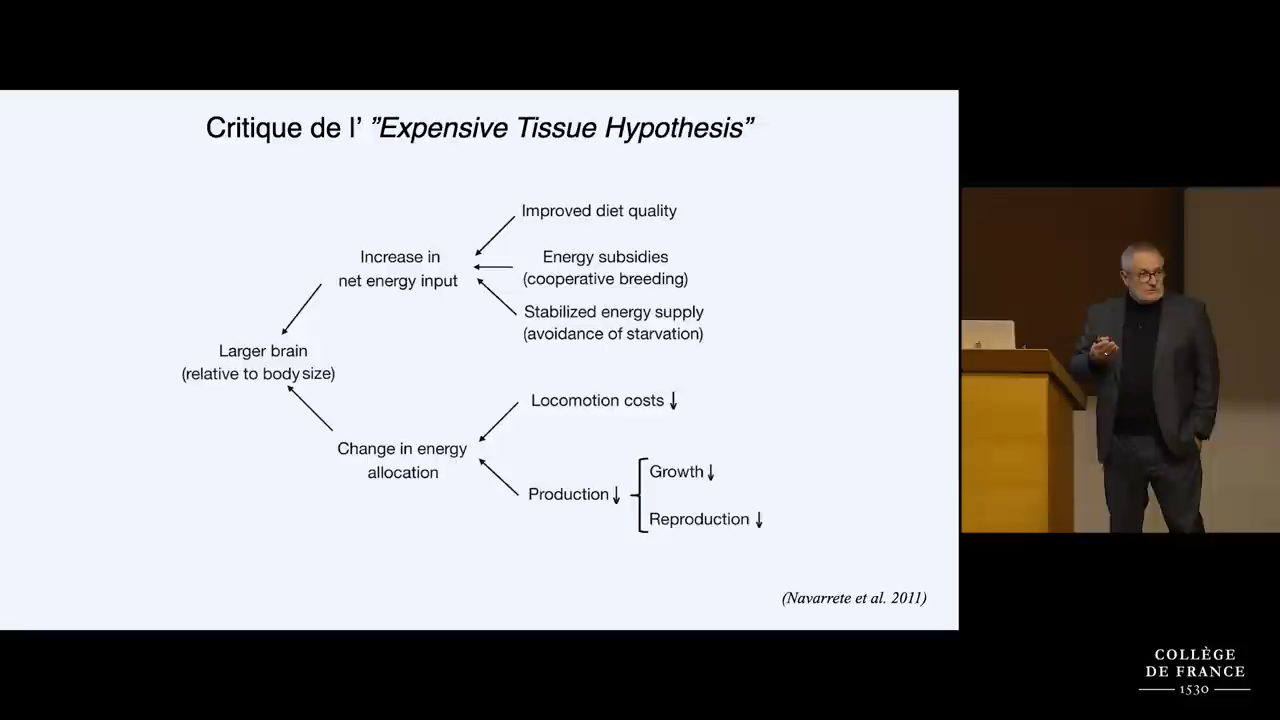 Critique de l' ”Expensive Tissue Hypothesis”
Improved diet quality
Increase in
net energy input
Energy subsidies
(cooperative breeding)
Stabilized energy supply
(avoidance of starvation)
Larger brain
(relative to body size)
Locomotion costs ↓
Change in energy
allocation
Production ↓
Growth ↓
Reproduction ↓
(Navarrete et al. 2011)
COLLÈGE
DE FRANCE
1530